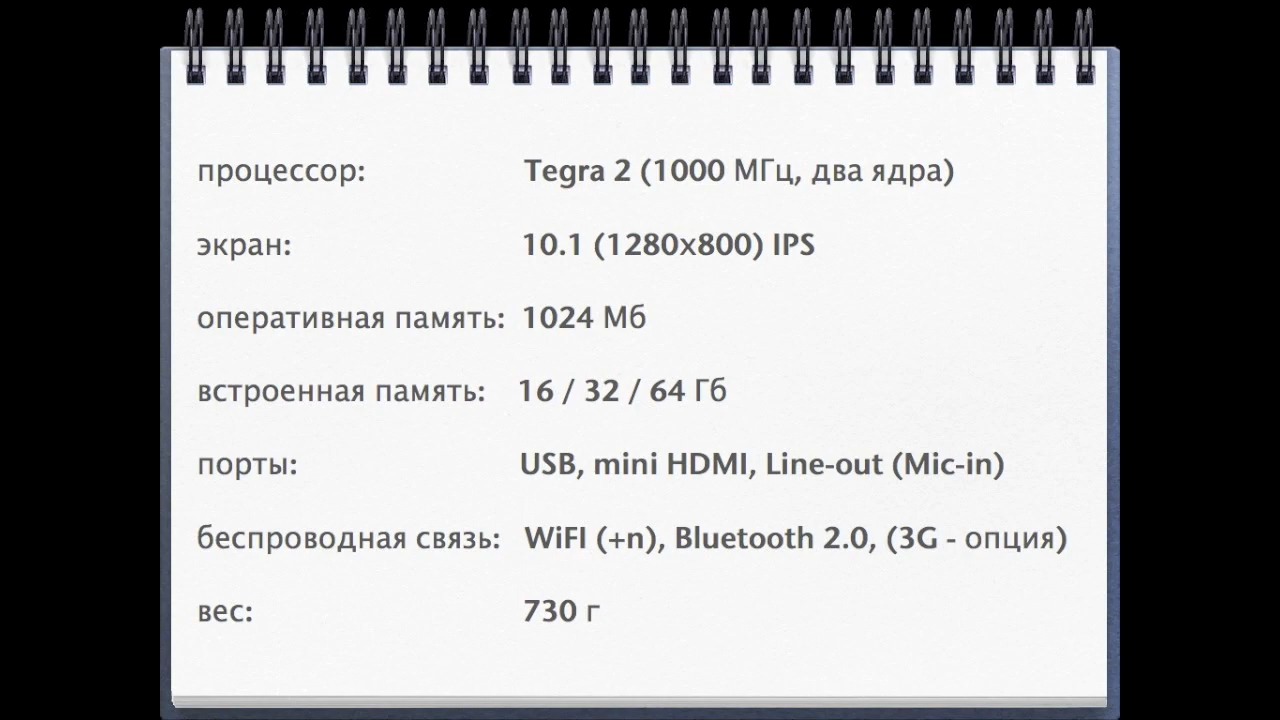 процессор: Tegra 2 (1000 МГц, два ядра)
экран: 10.1 (1280x800) IPS
оперативная память: 1024 Мб
встроенная память: 16 / 32 / 64 Гб
порты: USB, mini HDMI, Line-out (Mic-in)
беспроводная связь: WiFI (+n), Bluetooth 2.0, (3G - опция)
вес: 730 г